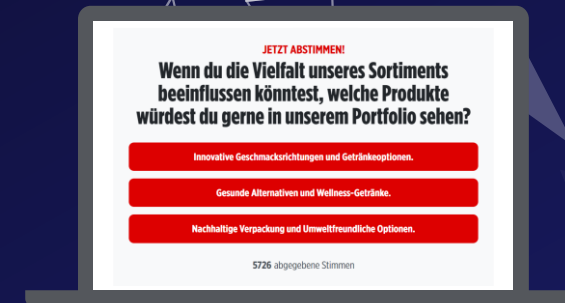 JETZT ABSTIMMEN!
Wenn du die Vielfalt unseres Sortiments
beeinflussen könntest, welche Produkte
würdest du gerne in unserem Portfolio sehen?
Innovative Geschmacksrichtungen und Getränkeoptionen.
Gesunde Alternativen und Wellness-Getränke.
Nachhaltige Verpackung und Umweltfreundliche Optionen.
5726 abgegebene Stimmen